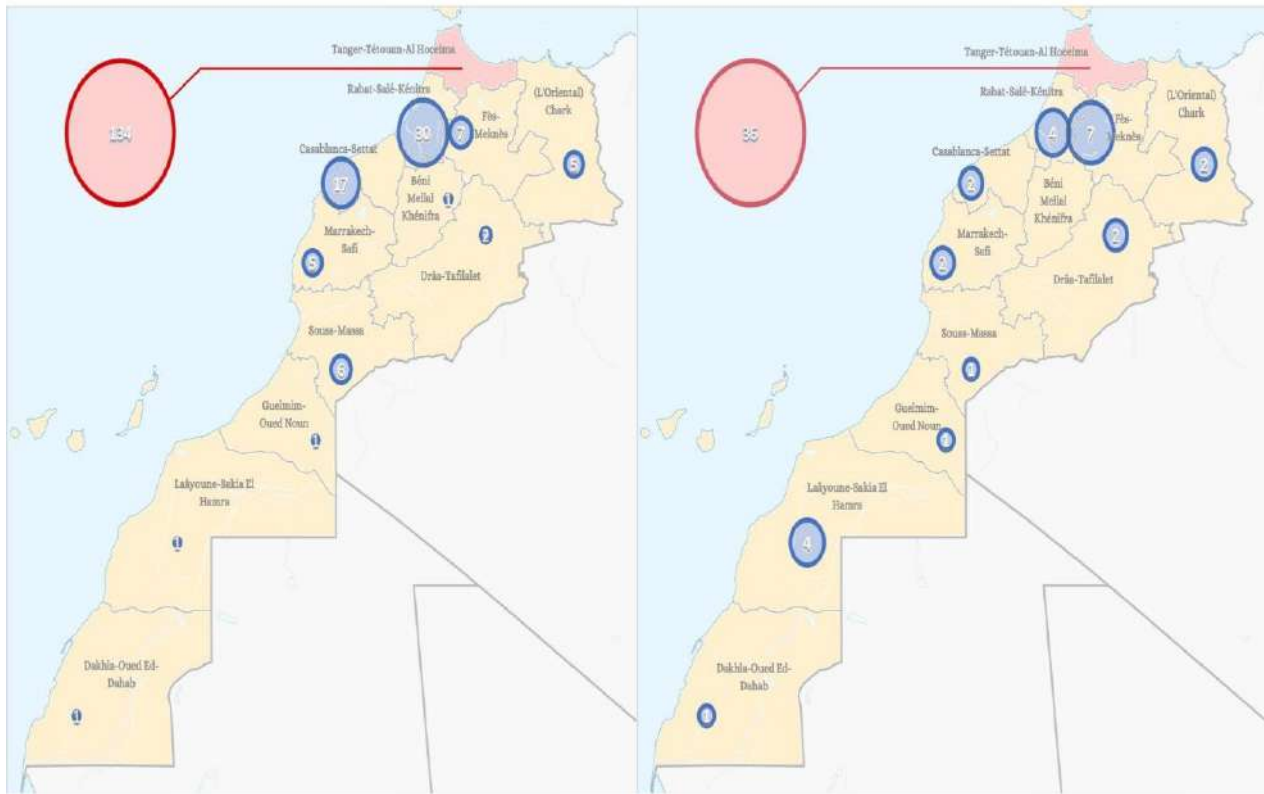 Tanger-Tétouan-Al Hoceima
134
Rabat-Salé-Kénitra
(L'Oriental)
Chark
30
7
Fès-
Meknès
Casablanca-Settat
5
17
Béni
Mellal
Khénifra
1
Marrakech-
Safi
2
5
Drâa-Tafilalet
Souss-Massa
Guelmim-
Oued Noun
1
Laâyoune-Sakia El
Hamra
1
Dakhla-Oued Ed-
Dahab
1
Tanger-Tétouan-Al Hoceima
Rabat-Salé-Kénitra
(L'Oriental)
Chark
4
7
Fès-
Meknès
Casablanca-Settat
2
2
Béni
Mellal
Khénifra
Marrakech-
Safi
2
2
Drâa-Tafilalet
Souss-Massa
1
Guelmim-
Oued Noun
1
Laâyoune-Sakia El
Hamra
4
Dakhla-Oued Ed-
Dahab
1